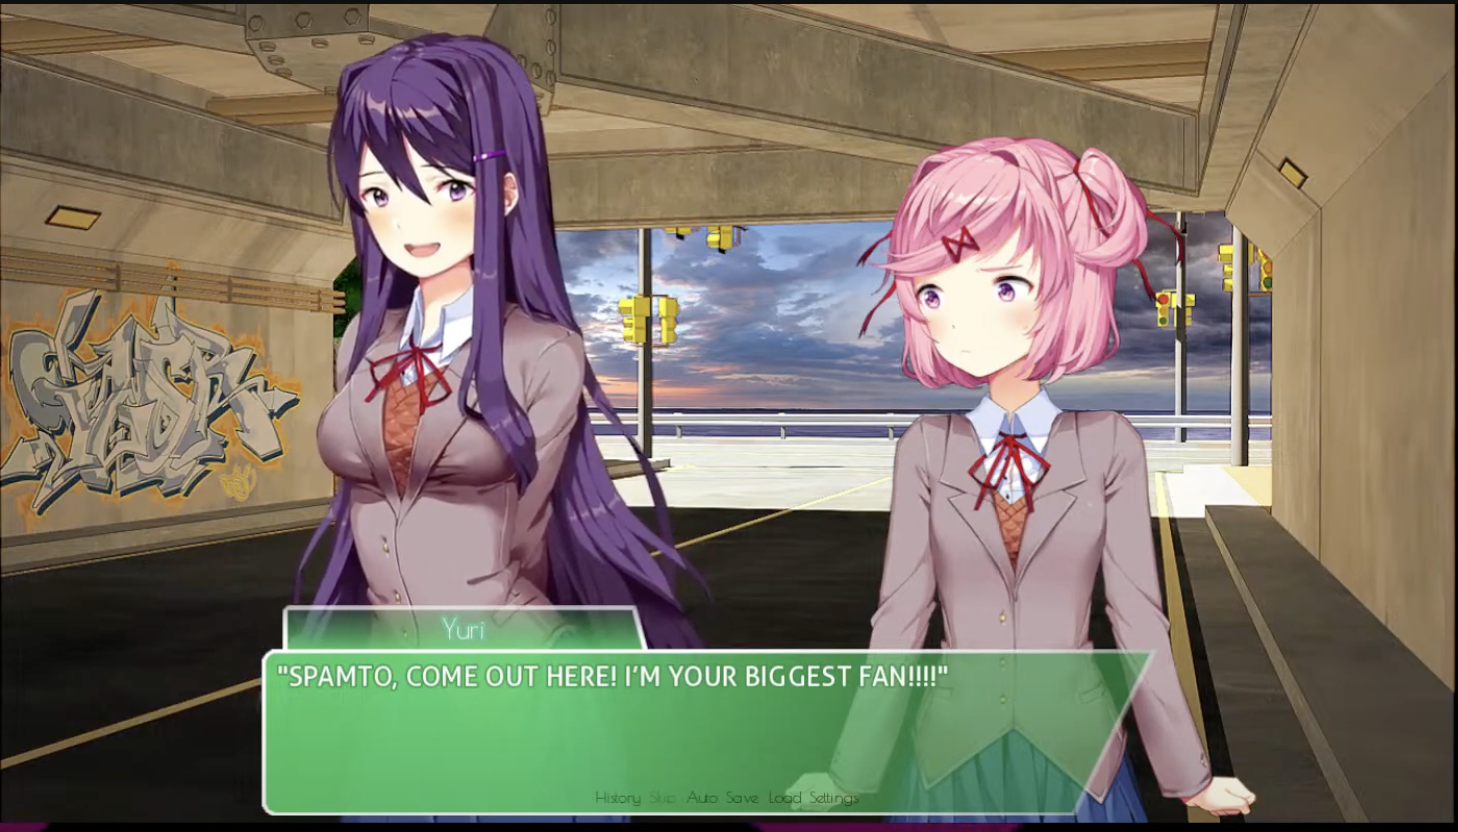 Yuri
"SPAMTO, COME OUT HERE! I'M YOUR BIGGEST FAN!!!!"
History Skip Auto Save Load Settings